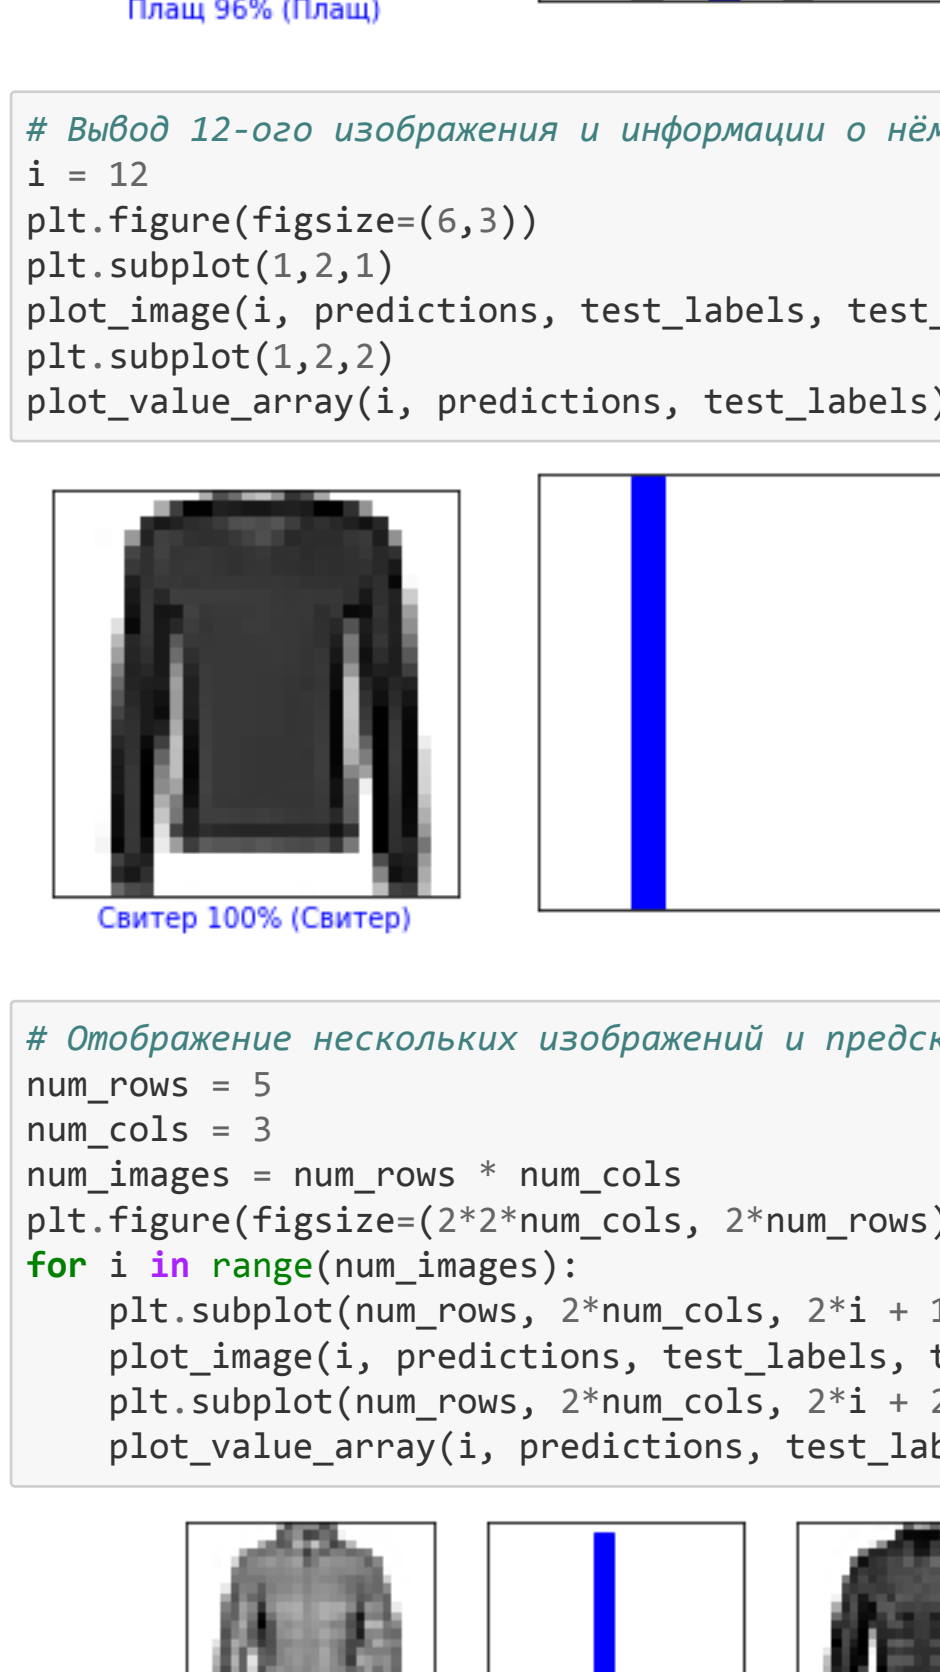 Плащ 96% (Плащ)
# Вывод 12-ого изображения и информации о
i = 12
plt.figure(figsize=(6,3))
plt.subplot(1,2,1)
plot_image(i, predictions, test_labels, test_
plt.subplot(1,2,2)
plot_value_array(i, predictions, test_labels)
Свитер 100% (Свитер)
# Отображение нескольких изображений и
num_rows = 5
num_cols = 3
num_images = num_rows * num_cols
plt.figure(figsize=(2*2*num_cols, 2*num_rows)
for i in range(num_images):
    plt.subplot(num_rows, 2*num_cols, 2*i + 1
    plot_image(i, predictions, test_labels,
    plt.subplot(num_rows, 2*num_cols, 2*i + 2
    plot_value_array(i, predictions,